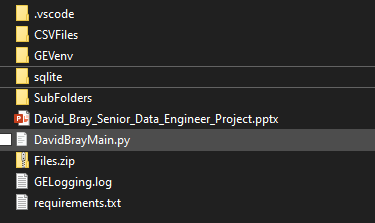 .vscode
CSVFiles
GEVenv
sqlite
SubFolders
David_Bray_Senior_Data_Engineer_Project.pptx
DavidBrayMain.py
Files.zip
GELogging.log
requirements.txt